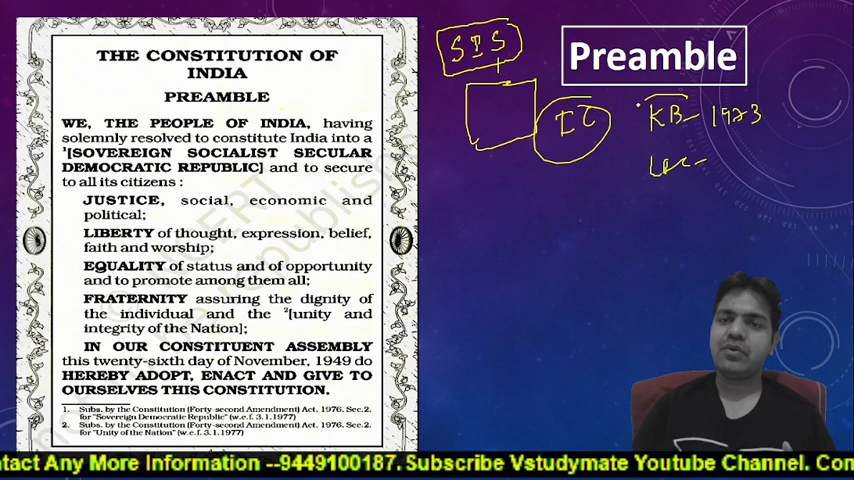 THE CONSTITUTION OF
INDIA
PREAMBLE
WE, THE PEOPLE OF INDIA, having
solemnly resolved to constitute India into a
¹[SOVEREIGN SOCIALIST SECULAR
DEMOCRATIC REPUBLIC] and to secure
to all its citizens :
JUSTICE, social, economic and
political;
LIBERTY of thought, expression, belief,
faith and worship;
EQUALITY of status and of opportunity
and to promote among them all;
FRATERNITY assuring the dignity of
the individual and the ²[unity and
integrity of the Nation];
IN OUR CONSTITUENT ASSEMBLY
this twenty-sixth day of November, 1949 do
HEREBY ADOPT, ENACT AND GIVE TO
OURSELVES THIS CONSTITUTION.
1. Subs. by the Constitution (Forty-second Amendment) Act. 1976. Sec.2.
for "Sovereign Democratic Republic" (w.e.f. 3.1.1977)
2. Subs. by the Constitution (Forty-second Amendment) Act. 1976. Sec.2.
for "Unity of the Nation" (w.e.f. 3.1.1977)
SIS
Preamble
KB - 1973
ntact Any More Information --9449100187. Subscribe Vstudymate Youtube Channel. Con